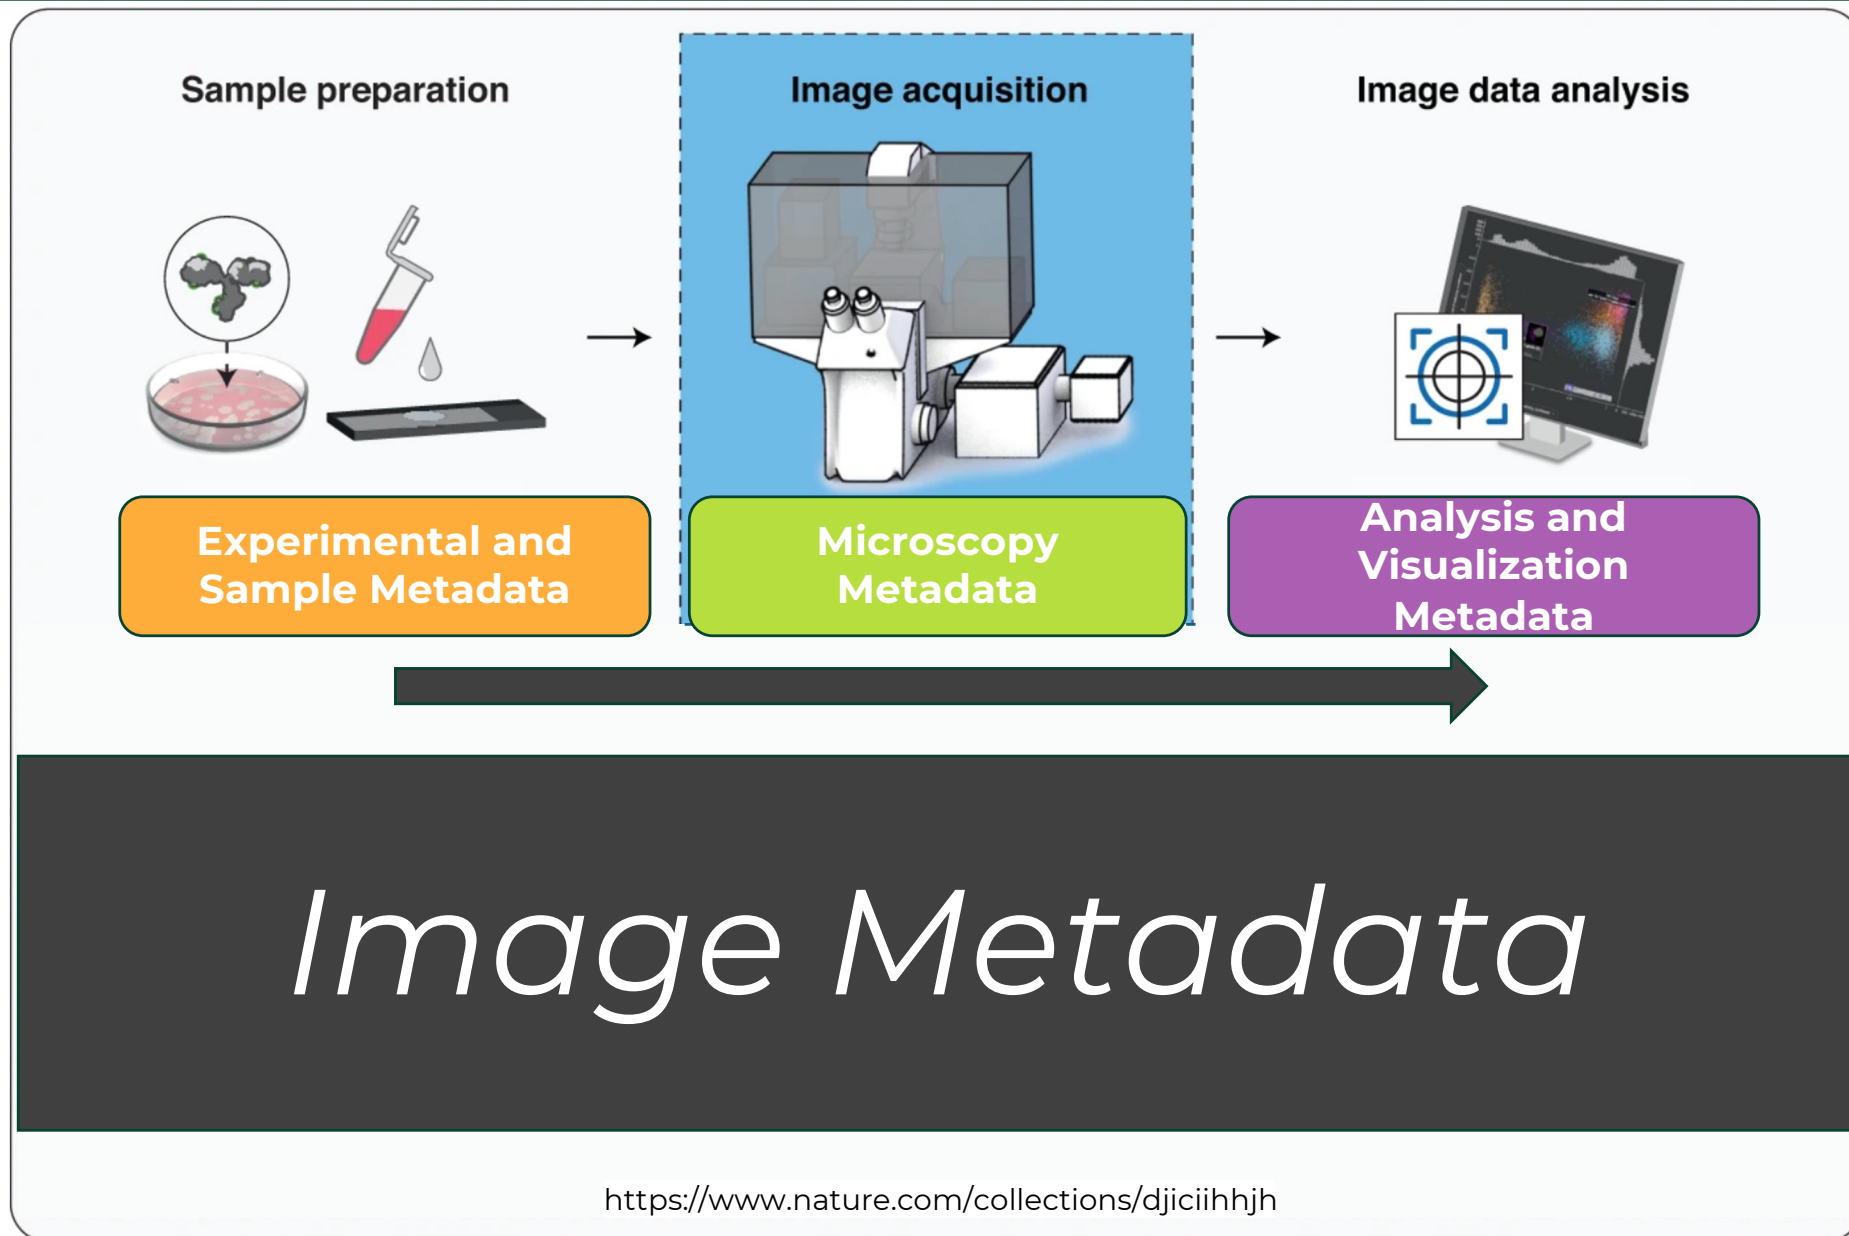 Sample preparation
Image acquisition
Image data analysis
Experimental and
Sample Metadata
Microscopy
Metadata
Analysis and
Visualization
Metadata
Image Metadata
https://www.nature.com/collections/djiciihhjh